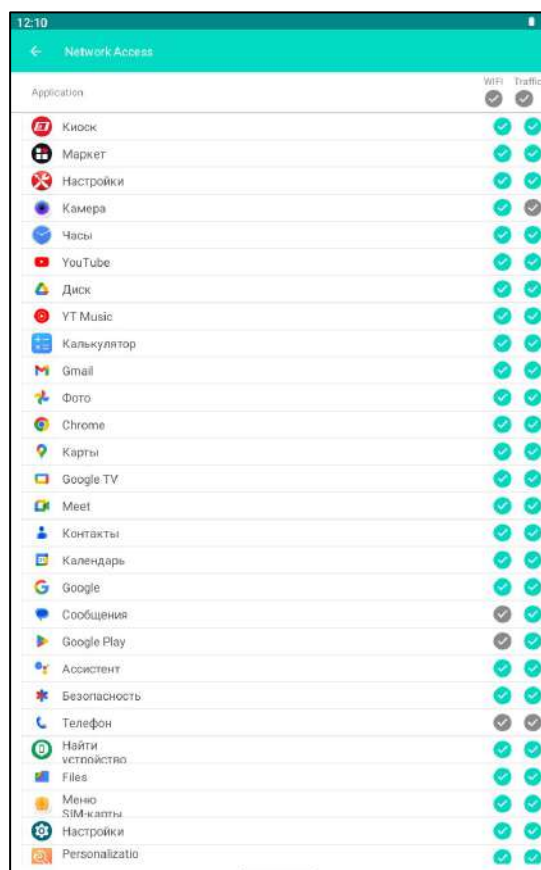 12:10
Network Access
WIFI Traffic
Application
Киоск
Маркет
Настройки
Камера
Часы
YouTube
Диск
YT Music
Калькулятор
Gmail
Фото
Chrome
Карты
Google TV
Meet
Контакты
Календарь
Google
Сообщения
Google Play
Ассистент
Безопасность
Телефон
Найти
устройство
Files
Меню
SIM-карты
Настройки
Personalizatio